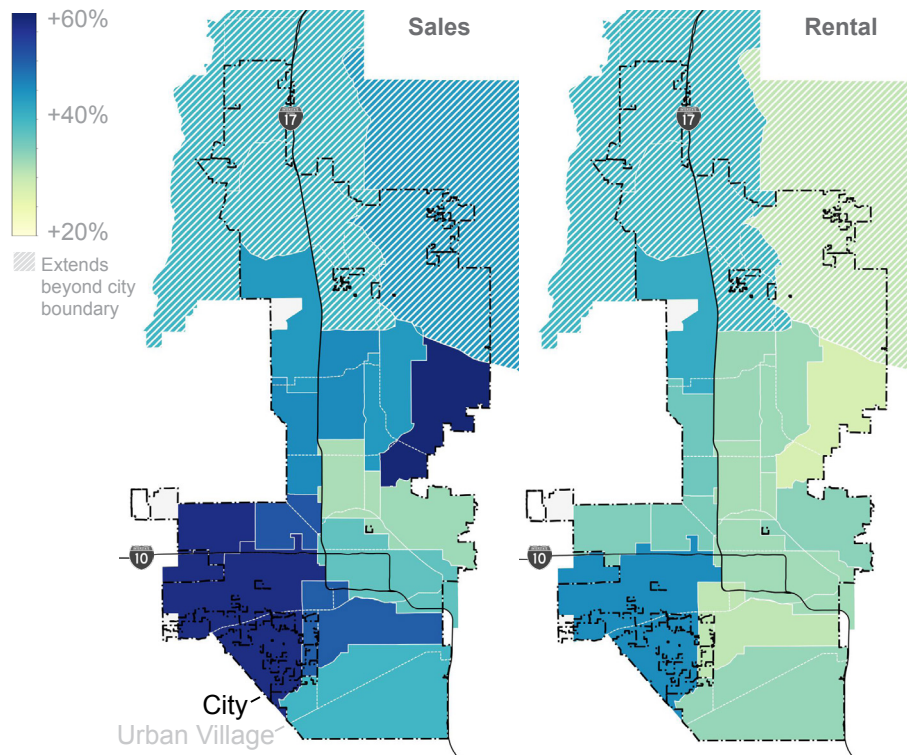 +60%
+40%
+20%
Extends
beyond city
boundary
Sales
17
10
City
Urban Village
Rental
17
10